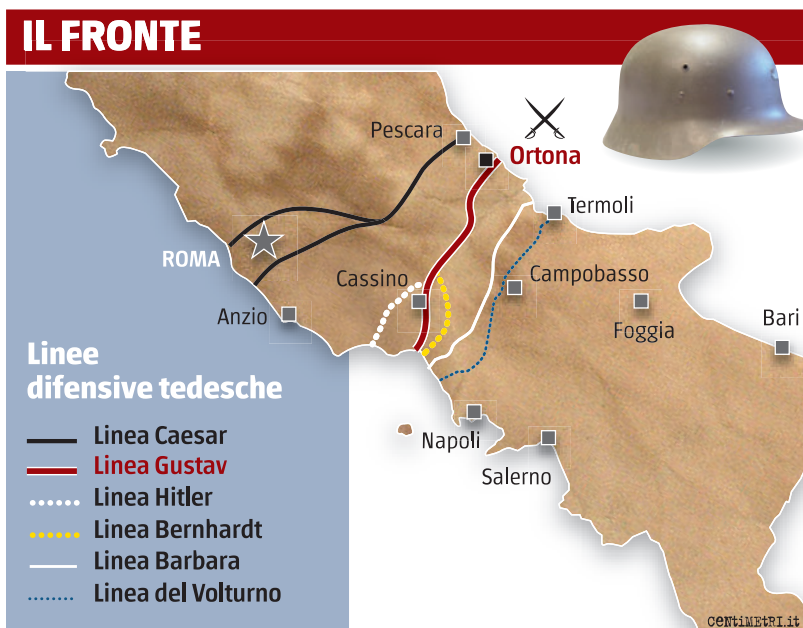 IL FRONTE
Pescara
Ortona
Termoli
ROMA
Cassino
Campobasso
Anzio
Foggia
Bari
Napoli
Salerno
Linee
difensive tedesche
Linea Caesar
Linea Gustav
Linea Hitler
Linea Bernhardt
Linea Barbara
Linea del Volturno
CENTIMETRI.it